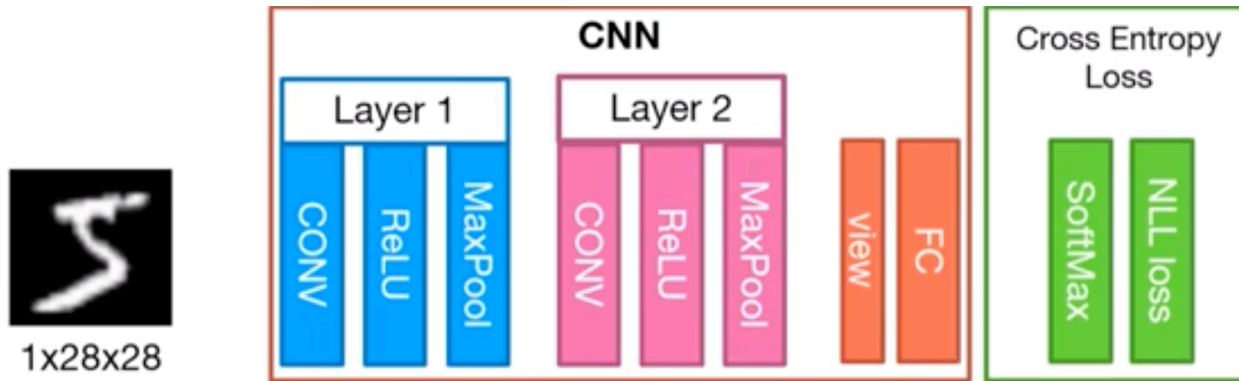 CNN
Cross Entropy
Loss
Layer 1
Layer 2
CONV
ReLU
MaxPool
CONV
ReLU
MaxPool
view
FC
SoftMax
NLL loss
1x28x28